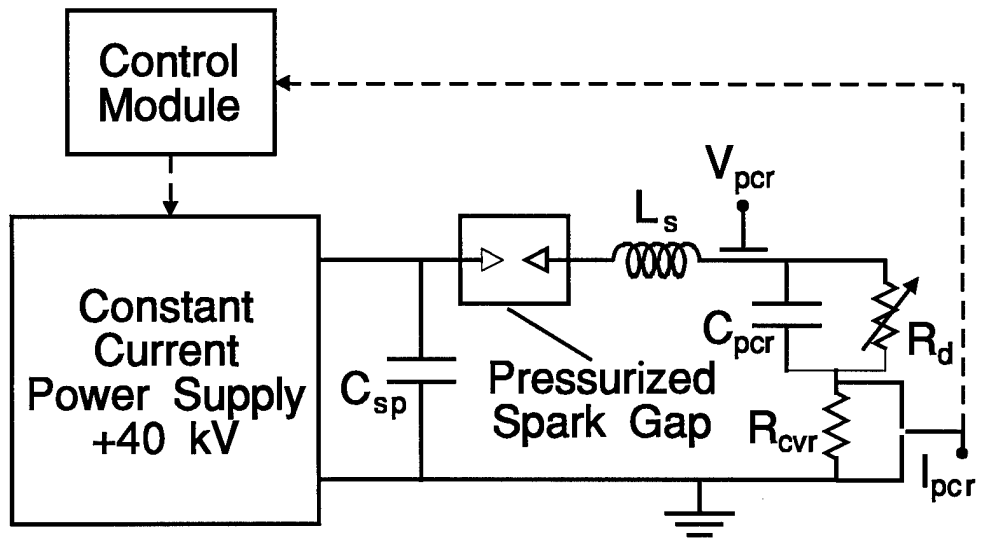 Control
Module
Constant
Current
Power Supply
+40 kV
C_sp
Pressurized
Spark Gap
L_s
V_pcr
C_pcr
R_d
R_cvr
I_pcr